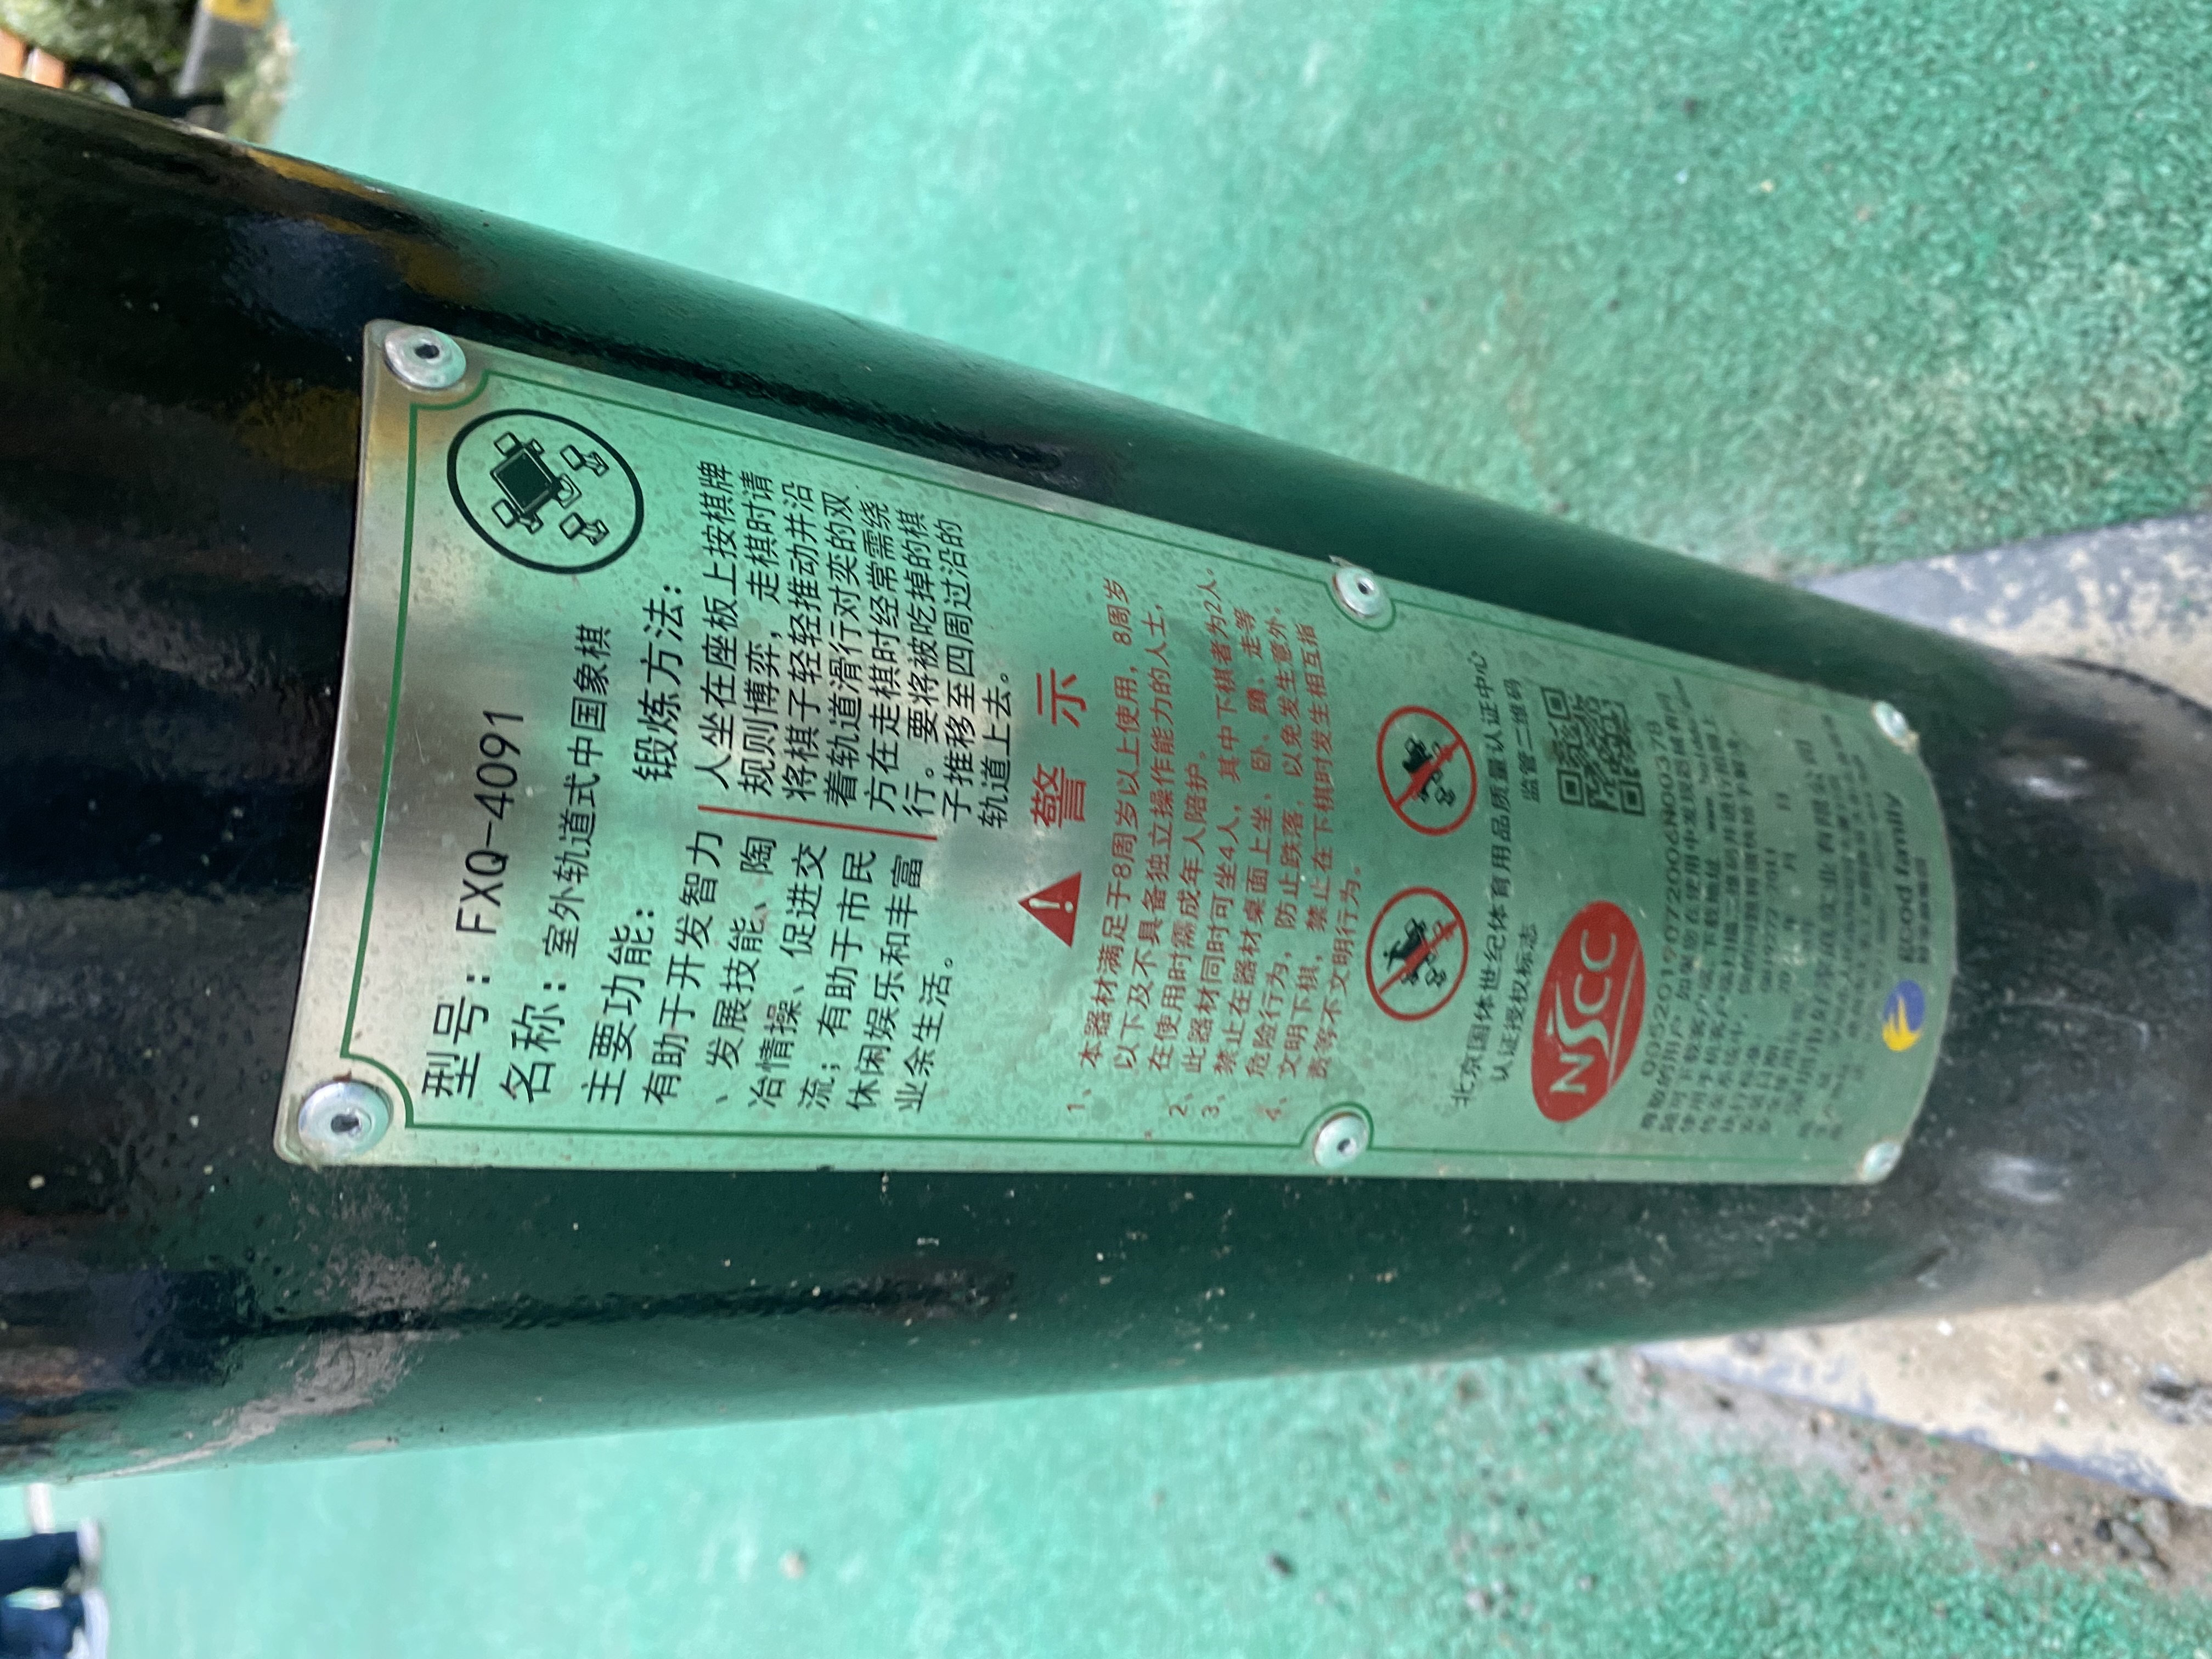 型号：FXQ-4091
名称：室外轨道式中国象棋
主要功能：
有助于开发智力
、发展技能、陶
冶情操、促进交
流；有助于市民
休闲娱乐和丰富
业余生活。
锻炼方法：
人坐在座板上按棋牌
规则博弈，走棋时请
将棋子轻轻推动并沿
着轨道滑行对奕的双
方在走棋时经常需绕
行。要将被吃掉的棋
子推移至四周过沿的
轨道上去。
警示
1、本器材满足于8周岁以上使用，8周岁
以下及不具备独立操作能力的人士，
在使用时需成年人陪护。
2、此器材同时可坐4人，其中下棋者为2人。
3、禁止在器材桌面上坐、卧、蹲、走等
危险行为，防止跌落，以免发生意外。
4、文明下棋，禁止在下棋时发生相互指
责等不文明行为。
北京国体世纪体育用品质量认证中心
认证授权标志
监管二维码
NSCC
good family